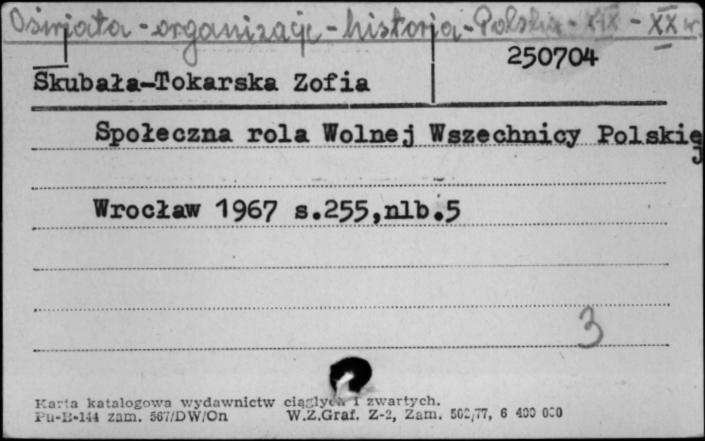 Oświata - organizacje - historia - Polska - XIX - XX w.
250704
Skubała-Tokarska Zofia
Społeczna rola Wolnej Wszechnicy Polskiej
Wrocław 1967 s.255,nlb.5
3
Karta katalogowa wydawnictw ciągłych i zwartych.
Pu-B-144 zam. 567/DW/On W.Z.Graf. Z-2, Zam. 502/77, 6 400 000